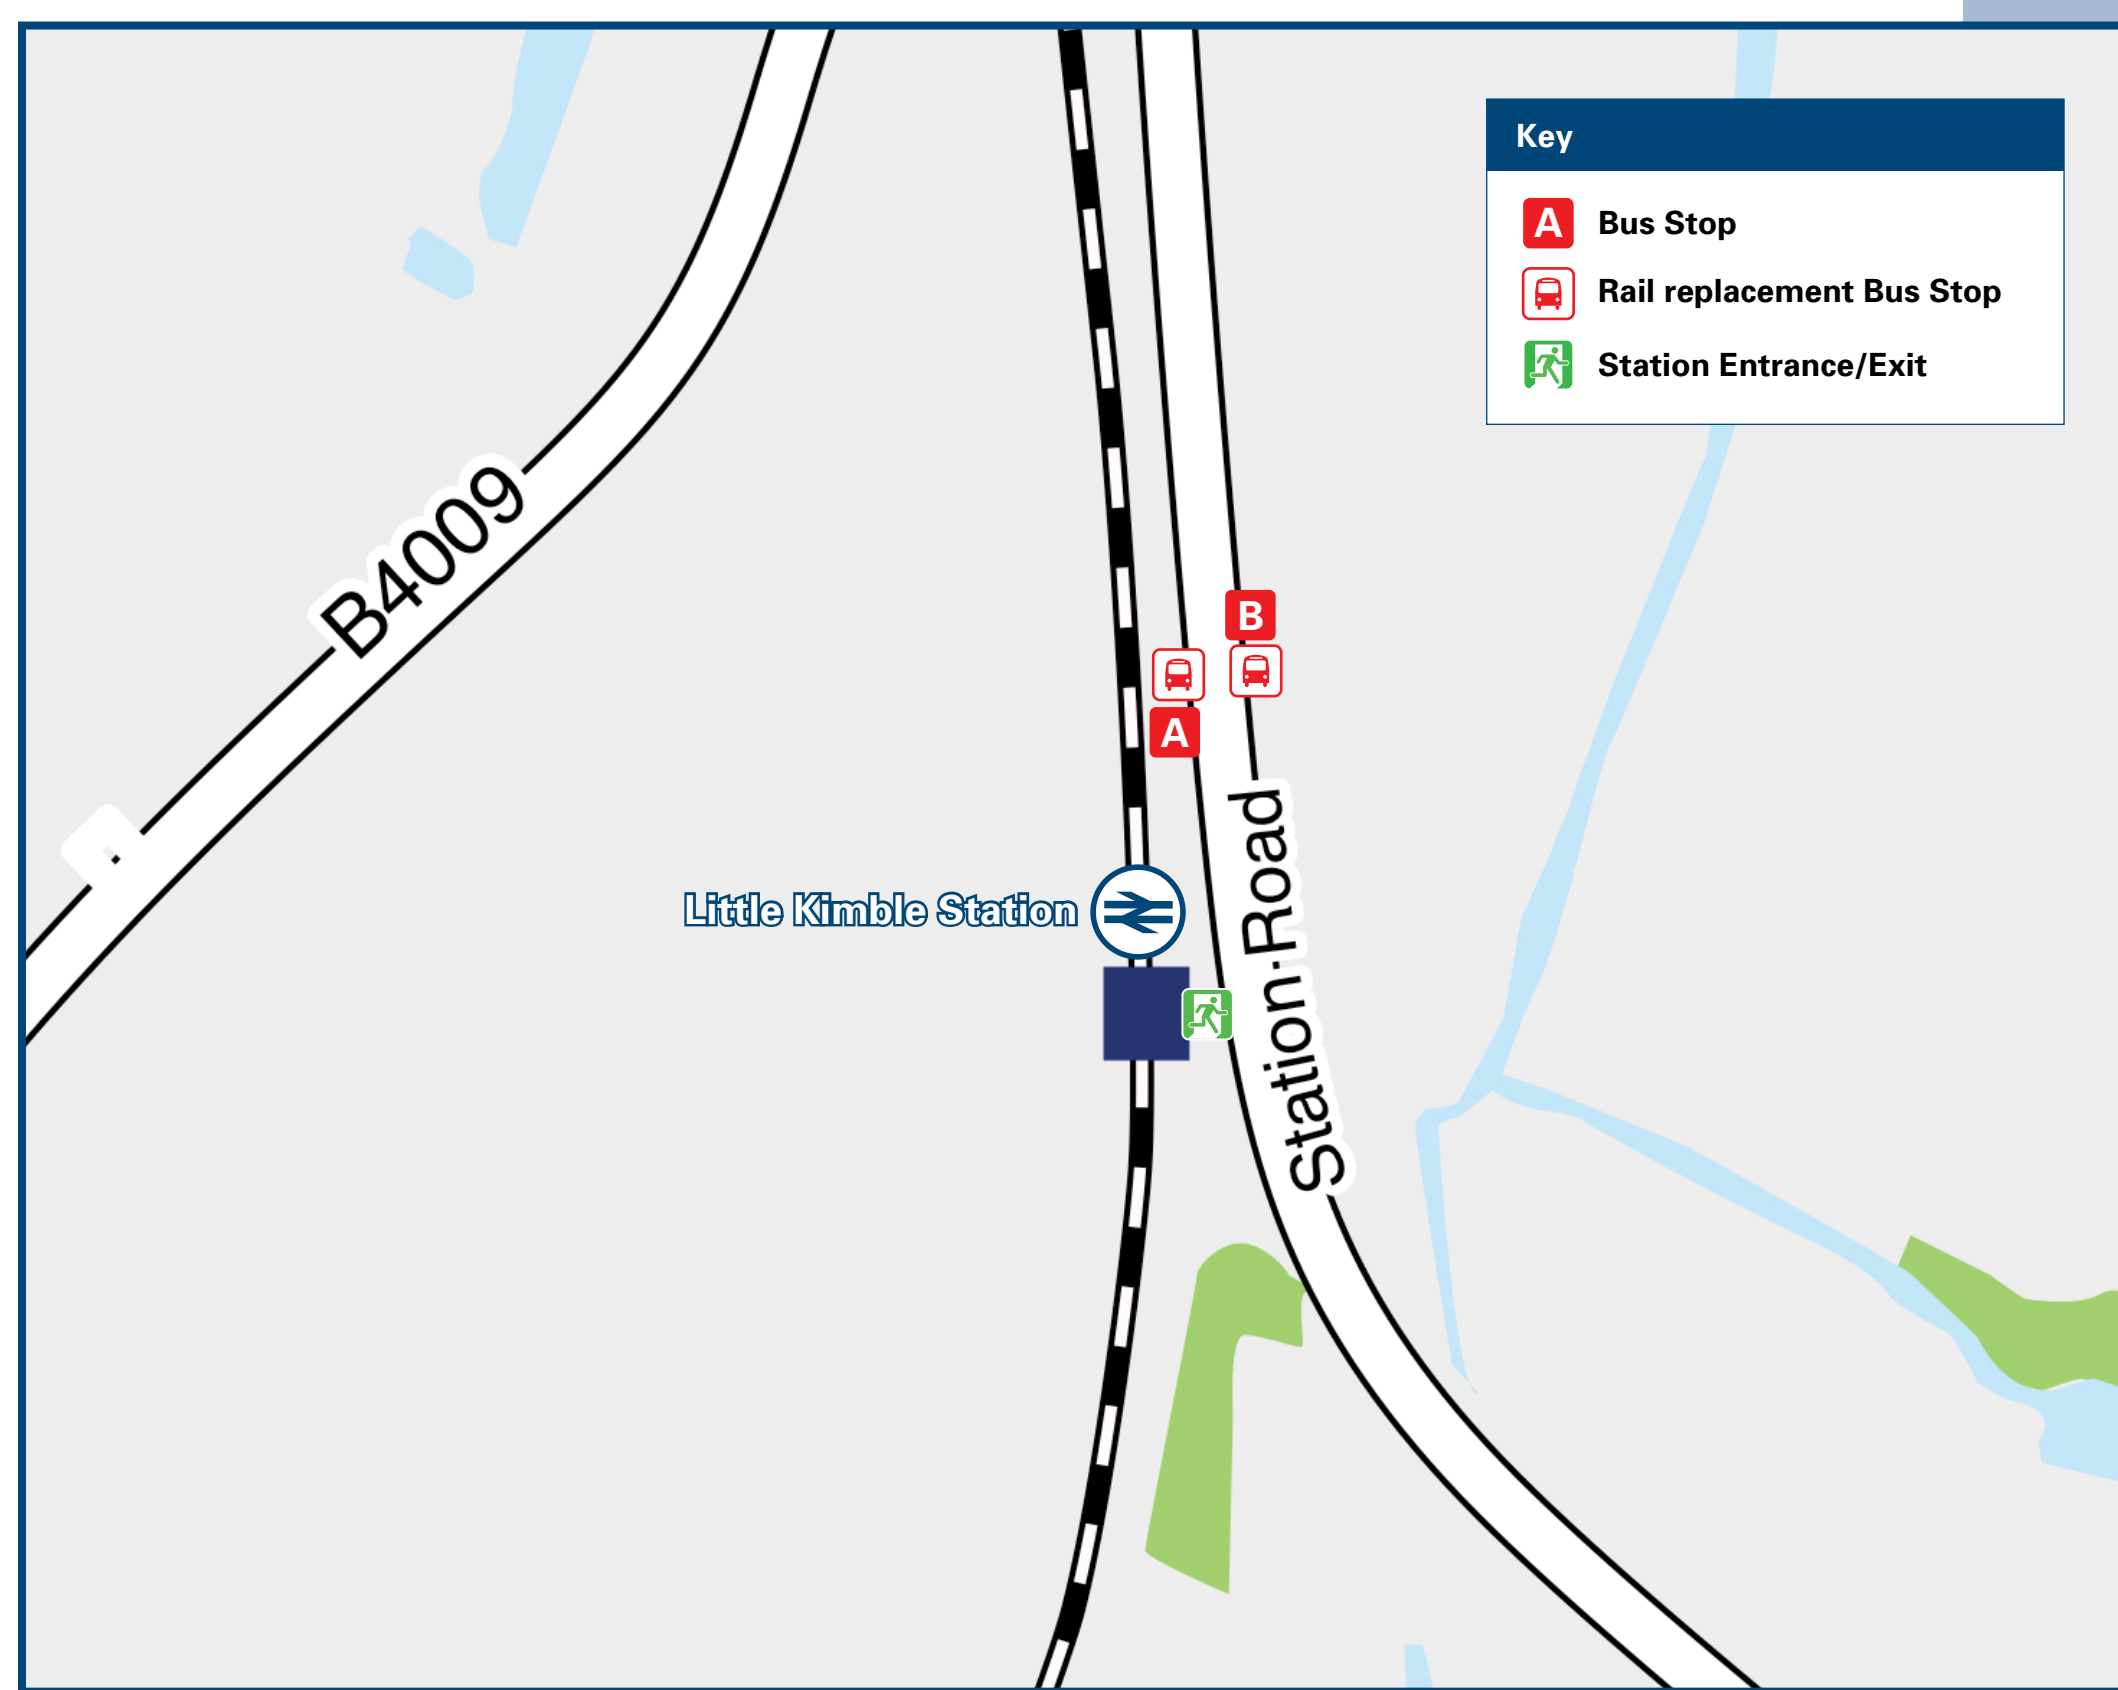 Key
A Bus Stop
Rail replacement Bus Stop
Station Entrance/Exit
B4009
B
A
Little Kimble Station
Station Road